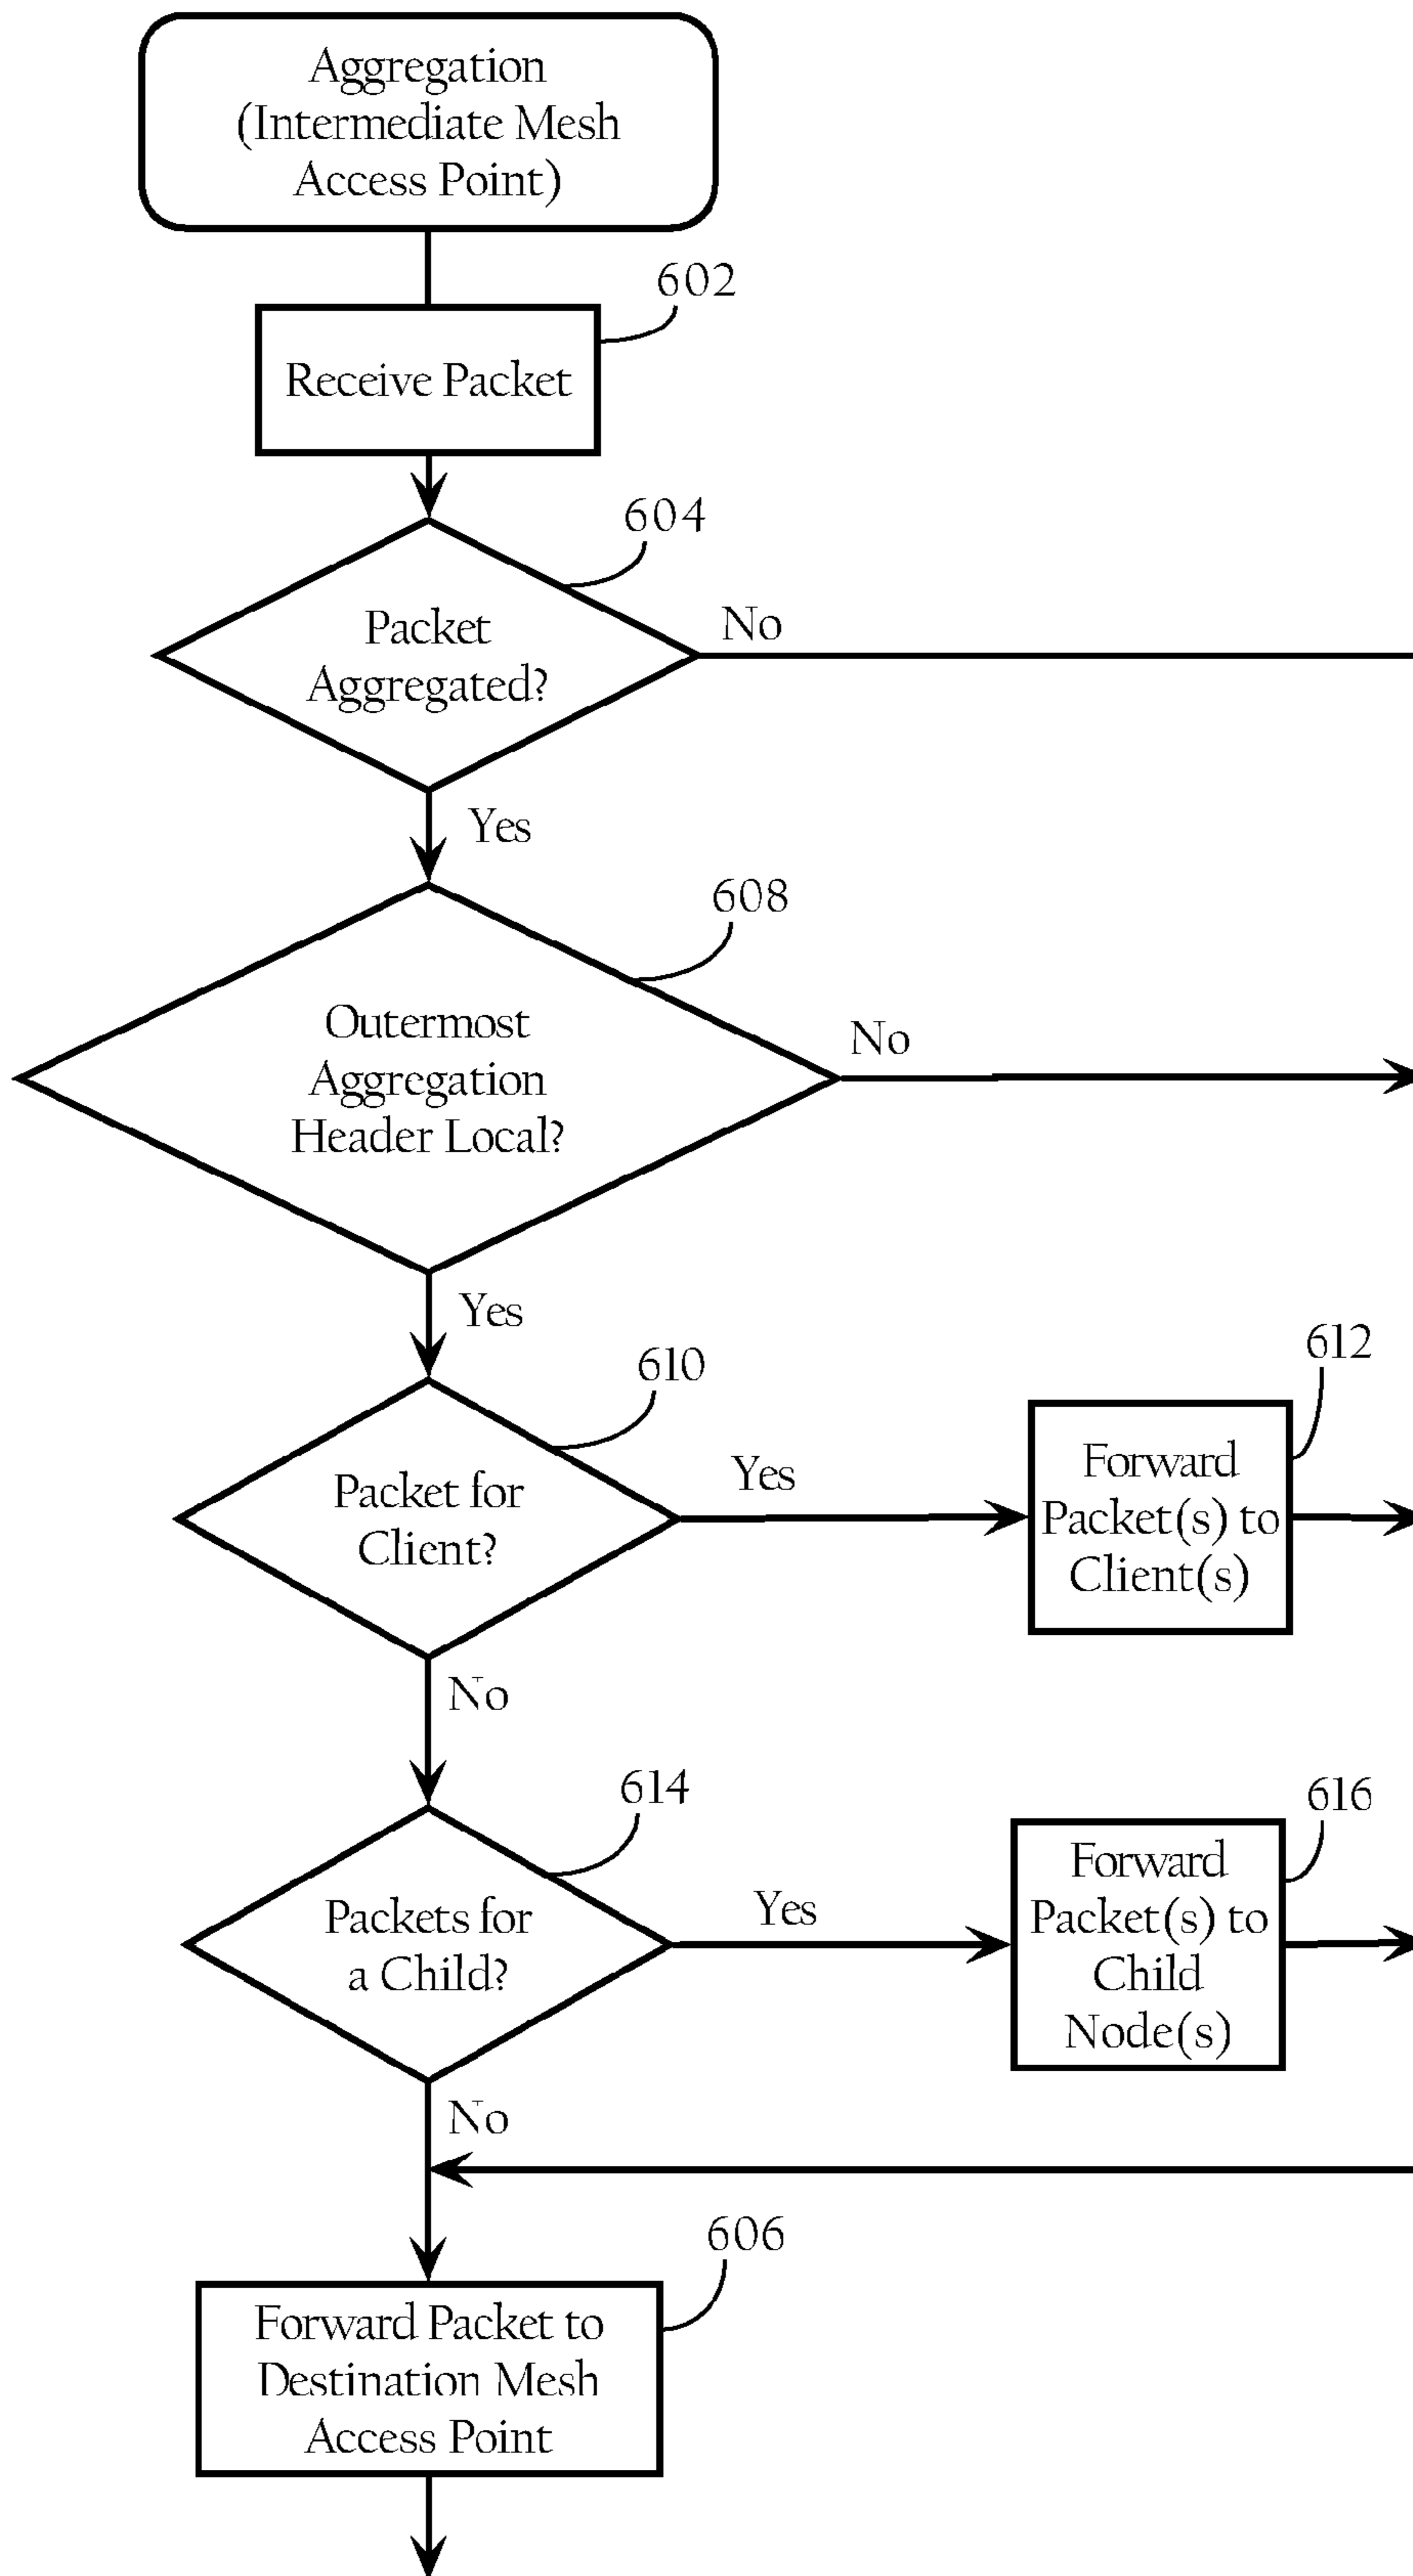 Aggregation
(Intermediate Mesh
Access Point)
602
Receive Packet
604
Packet
Aggregated?
No
Yes
608
Outermost
Aggregation
Header Local?
No
Yes
610
Packet for
Client?
Yes
612
Forward
Packet(s) to
Client(s)
No
614
Packets for
a Child?
Yes
616
Forward
Packet(s) to
Child
Node(s)
No
606
Forward Packet to
Destination Mesh
Access Point